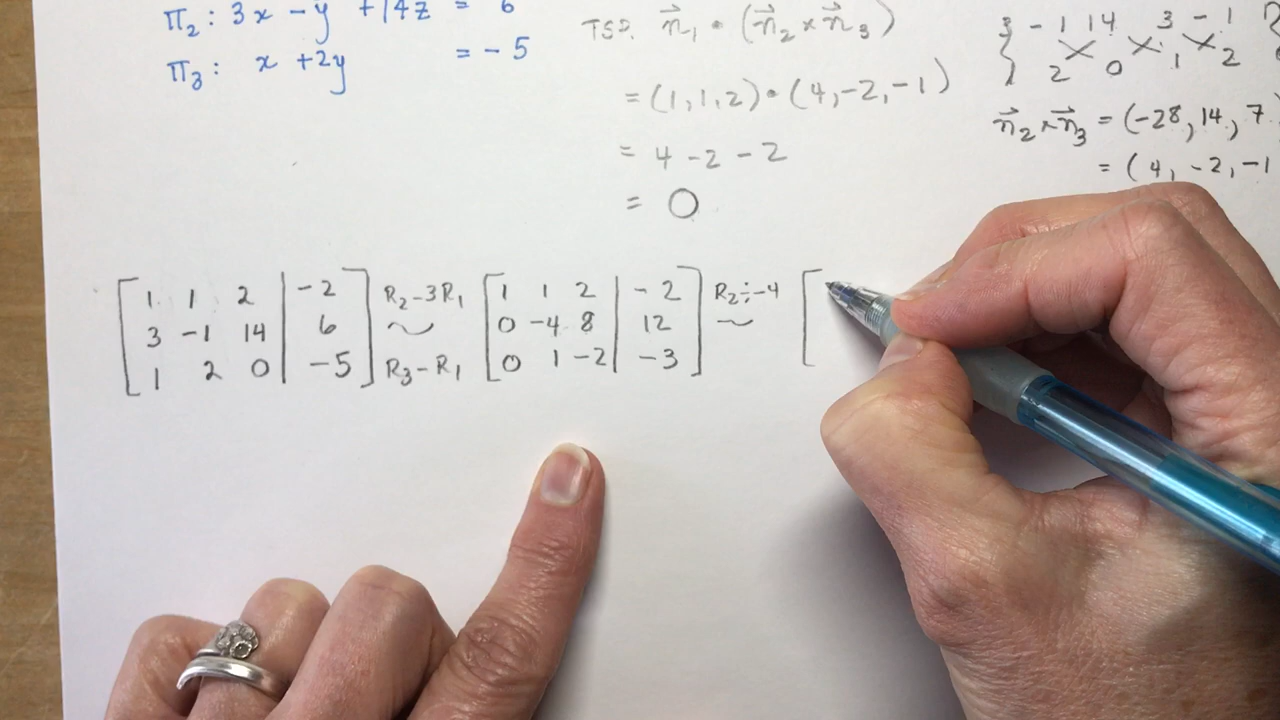 π₂: 3x - y + 14z = 6
π₃: x + 2y = -5
TSP. n⃗₁ • (n⃗₂ × n⃗₃)
= (1, 1, 2) • (4, -2, -1)
= 4 - 2 - 2
= 0
3 -1 14 3 -1
2 0 1 2
n⃗₂ × n⃗₃ = (-28, 14, 7
= (4, -2, -1
[ 1 1 2 | -2 ] R₂-3R₁ [ 1 1 2 | -2 ] R₂÷-4 [
3 -1 14 | 6 ~ 0 -4 8 | 12 ~
1 2 0 | -5 R₃-R₁ 0 1 -2 | -3